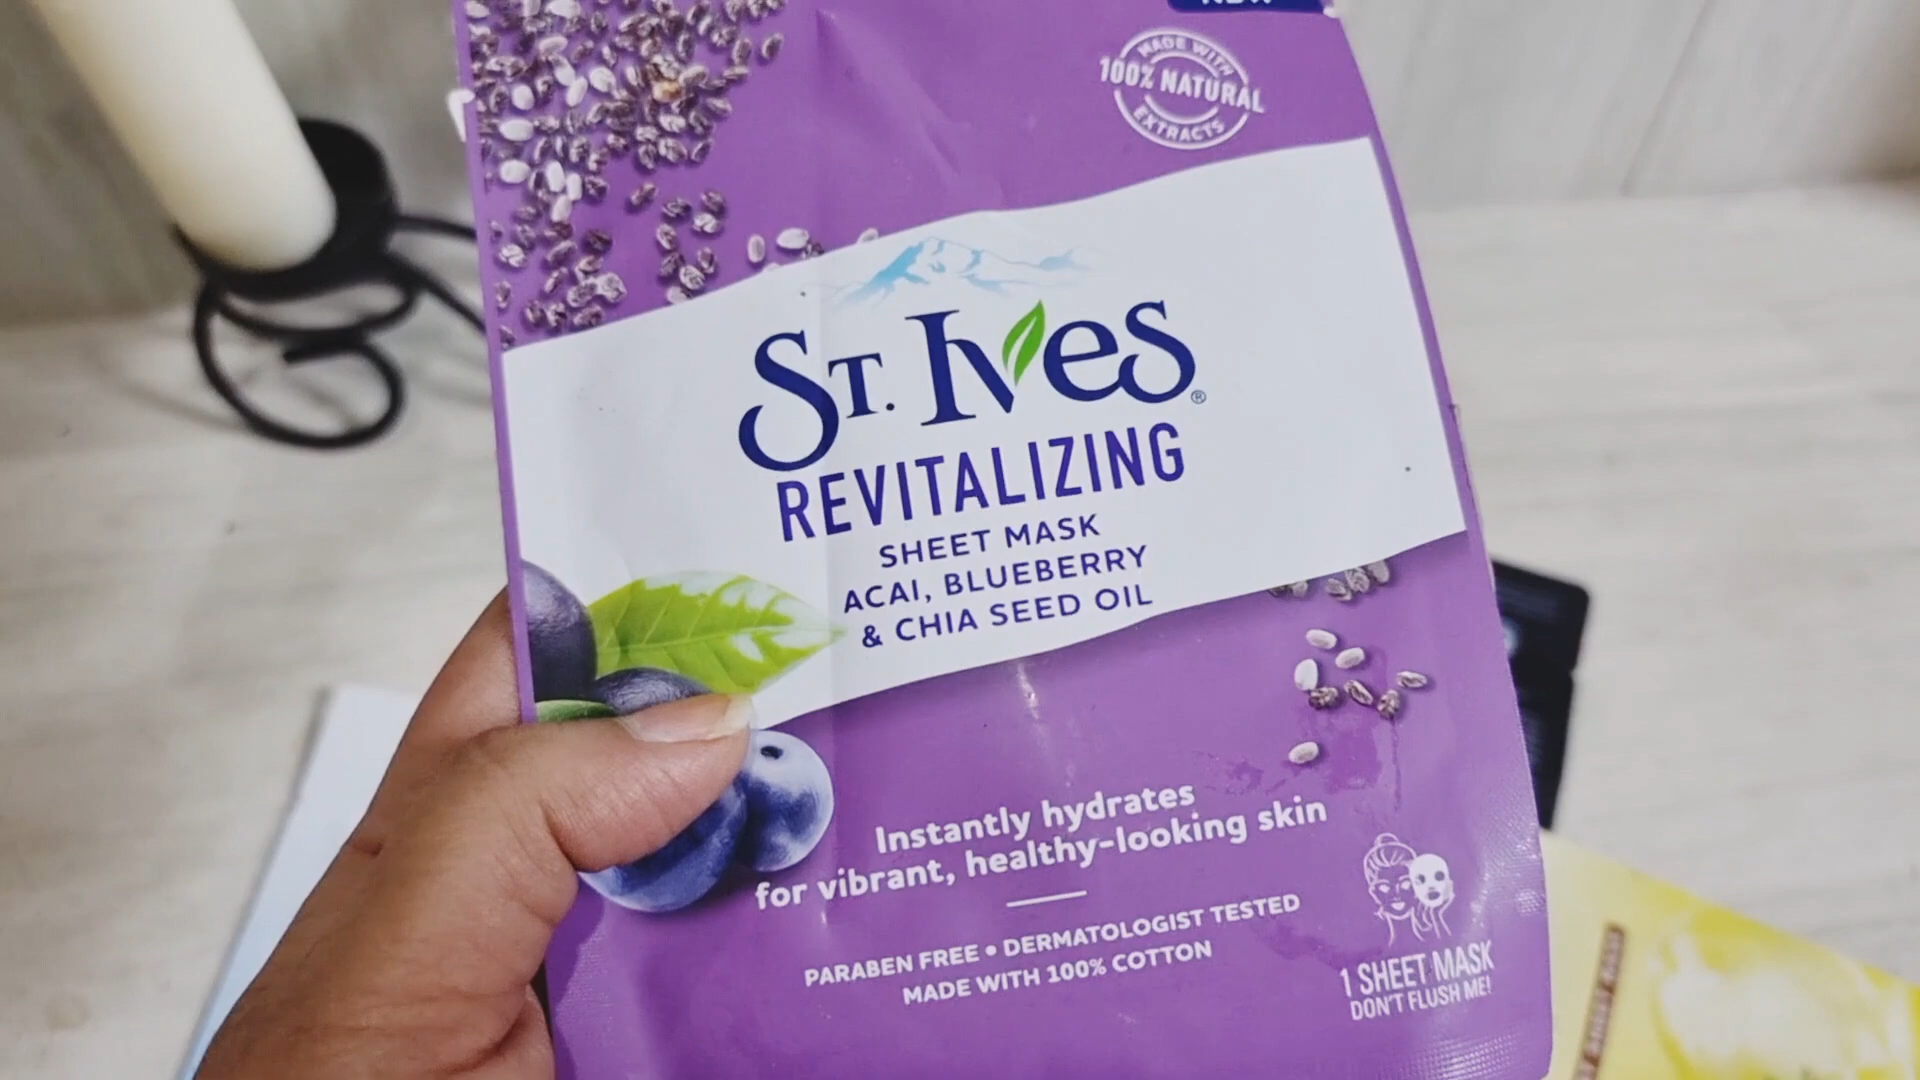 NEW
MADE WITH
100% NATURAL
EXTRACTS
ST. IVES®
REVITALIZING
SHEET MASK
ACAI, BLUEBERRY
& CHIA SEED OIL
Instantly hydrates
for vibrant, healthy-looking skin
PARABEN FREE • DERMATOLOGIST TESTED
MADE WITH 100% COTTON
1 SHEET MASK
DON'T FLUSH ME!